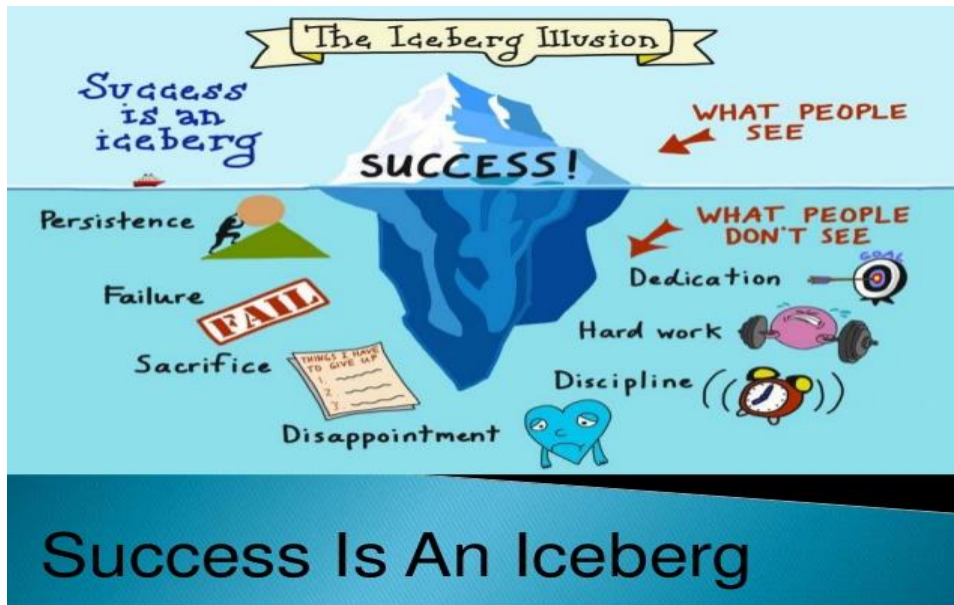 The Iceberg Illusion
Success
is an
iceberg
WHAT PEOPLE
SEE
SUCCESS!
WHAT PEOPLE
DON'T SEE
Persistence
Failure
FAIL
Sacrifice
THINGS I HAVE
TO GIVE UP
1.
2.
3.
Disappointment
GOAL
Dedication
Hard work
Discipline
Success Is An Iceberg